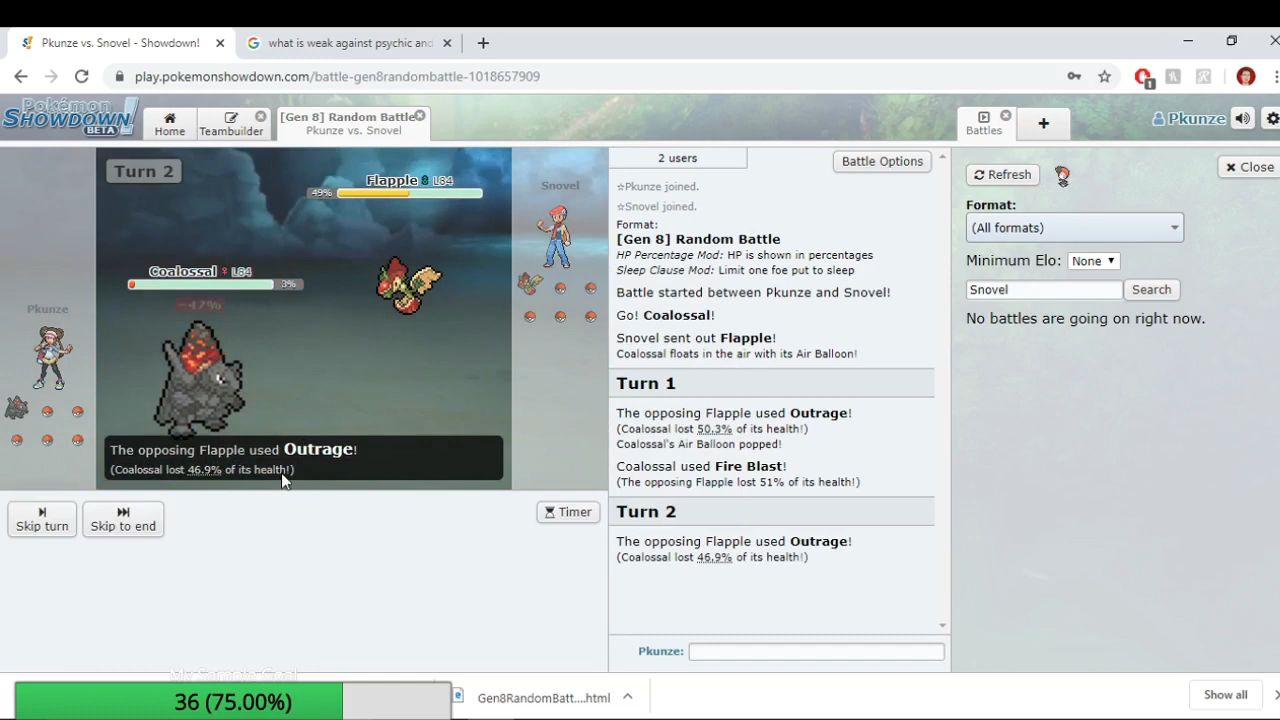 Pkunze vs. Snovel - Showdown!
what is weak against psychic and
play.pokemonshowdown.com/battle-gen8randombattle-1018657909
1
Pokémon
SHOWDOWN!
BETA
Home
Teambuilder
[Gen 8] Random Battle
Pkunze vs. Snovel
Battles
Pkunze
Turn 2
Flapple L84
49%
Coalossal ♀ L84
3%
-47%
Pkunze
Snovel
The opposing Flapple used Outrage!
(Coalossal lost 46.9% of its health!)
Skip turn
Skip to end
Timer
2 users
Battle Options
☆Pkunze joined.
☆Snovel joined.
Format:
[Gen 8] Random Battle
HP Percentage Mod: HP is shown in percentages
Sleep Clause Mod: Limit one foe put to sleep
Battle started between Pkunze and Snovel!
Go! Coalossal!
Snovel sent out Flapple!
Coalossal floats in the air with its Air Balloon!
Turn 1
The opposing Flapple used Outrage!
(Coalossal lost 50.3% of its health!)
Coalossal's Air Balloon popped!
Coalossal used Fire Blast!
(The opposing Flapple lost 51% of its health!)
Turn 2
The opposing Flapple used Outrage!
(Coalossal lost 46.9% of its health!)
Pkunze:
Refresh
Close
Format:
(All formats)
Minimum Elo: None
Snovel
Search
No battles are going on right now.
My Sample Goal
36 (75.00%)
Gen8RandomBatt....html
Show all